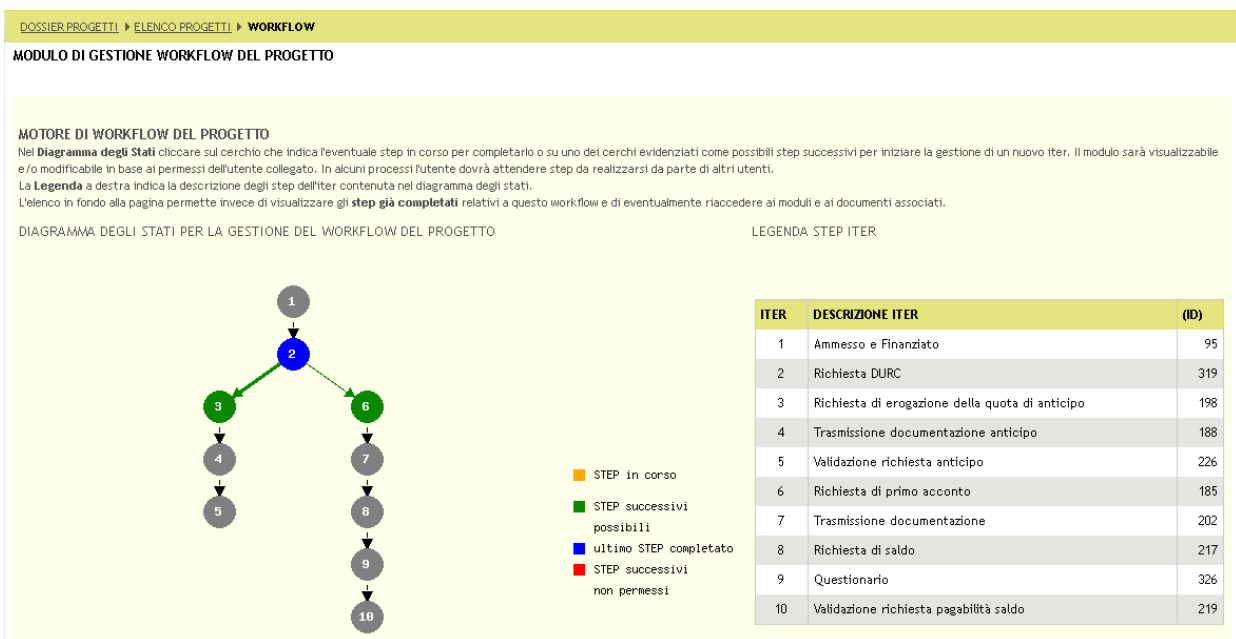 DOSSIER PROGETTI ELENCO PROGETTI WORKFLOW
MODULO DI GESTIONE WORKFLOW DEL PROGETTO
MOTORE DI WORKFLOW DEL PROGETTO
Nel Diagramma degli Stati cliccare sul cerchio che indica l'eventuale step in corso per completarlo o su uno dei cerchi evidenziati come possibili step successivi per iniziare la gestione di un nuovo iter. Il modulo sarà visualizzabile
e/o modificabile in base ai permessi dell'utente collegato. In alcuni processi l'utente dovrà attendere step da realizzarsi da parte di altri utenti.
La Legenda a destra indica la descrizione degli step dell'iter contenuta nel diagramma degli stati.
L'elenco in fondo alla pagina permette invece di visualizzare gli step già completati relativi a questo workflow e di eventualmente riaccedere ai moduli e ai documenti associati.
DIAGRAMMA DEGLI STATI PER LA GESTIONE DEL WORKFLOW DEL PROGETTO
1
2
3 6
4 7
5 8
9
10
STEP in corso
STEP successivi
possibili
ultimo STEP completato
STEP successivi
non permessi
LEGENDA STEP ITER
ITER DESCRIZIONE ITER (ID)
1 Ammesso e Finanziato 95
2 Richiesta DURC 319
3 Richiesta di erogazione della quota di anticipo 198
4 Trasmissione documentazione anticipo 188
5 Validazione richiesta anticipo 226
6 Richiesta di primo acconto 185
7 Trasmissione documentazione 202
8 Richiesta di saldo 217
9 Questionario 326
10 Validazione richiesta pagabilità saldo 219